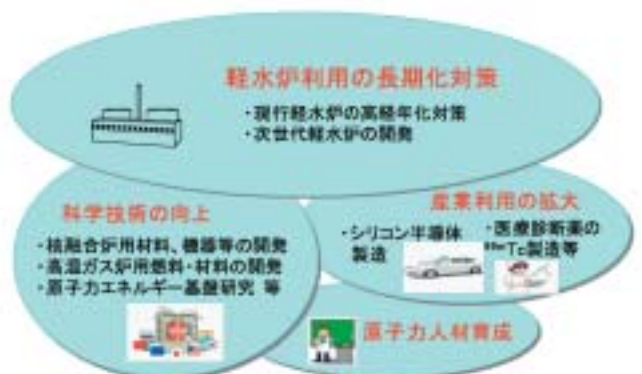 軽水炉利用の長期化対策
・現行軽水炉の高経年化対策
・次世代軽水炉の開発
科学技術の向上
・核融合炉用材料、機器等の開発
・高温ガス炉用燃料・材料の開発
・原子力エネルギー基盤研究 等
産業利用の拡大
・シリコン半導体
製造
・医療診断薬の
⁹⁹ᵐTc製造等
原子力人材育成